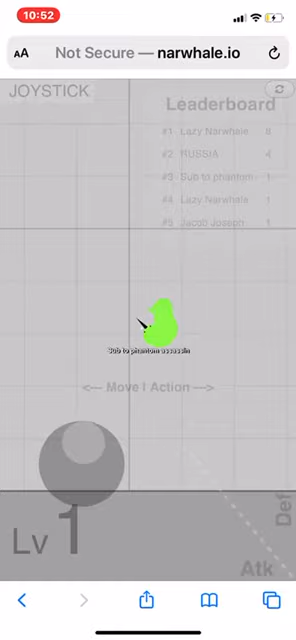 10:52
AA Not Secure — narwhale.io
JOYSTICK
Leaderboard
#1 Lazy Narwhale 8
#2 RUSSIA 4
#3 Sub to phantom 1
#4 Lazy Narwhale 1
#5 Jacob Joseph 1
Sub to phantom assassin
<--- Move | Action --->
Lv 1
Def
Atk